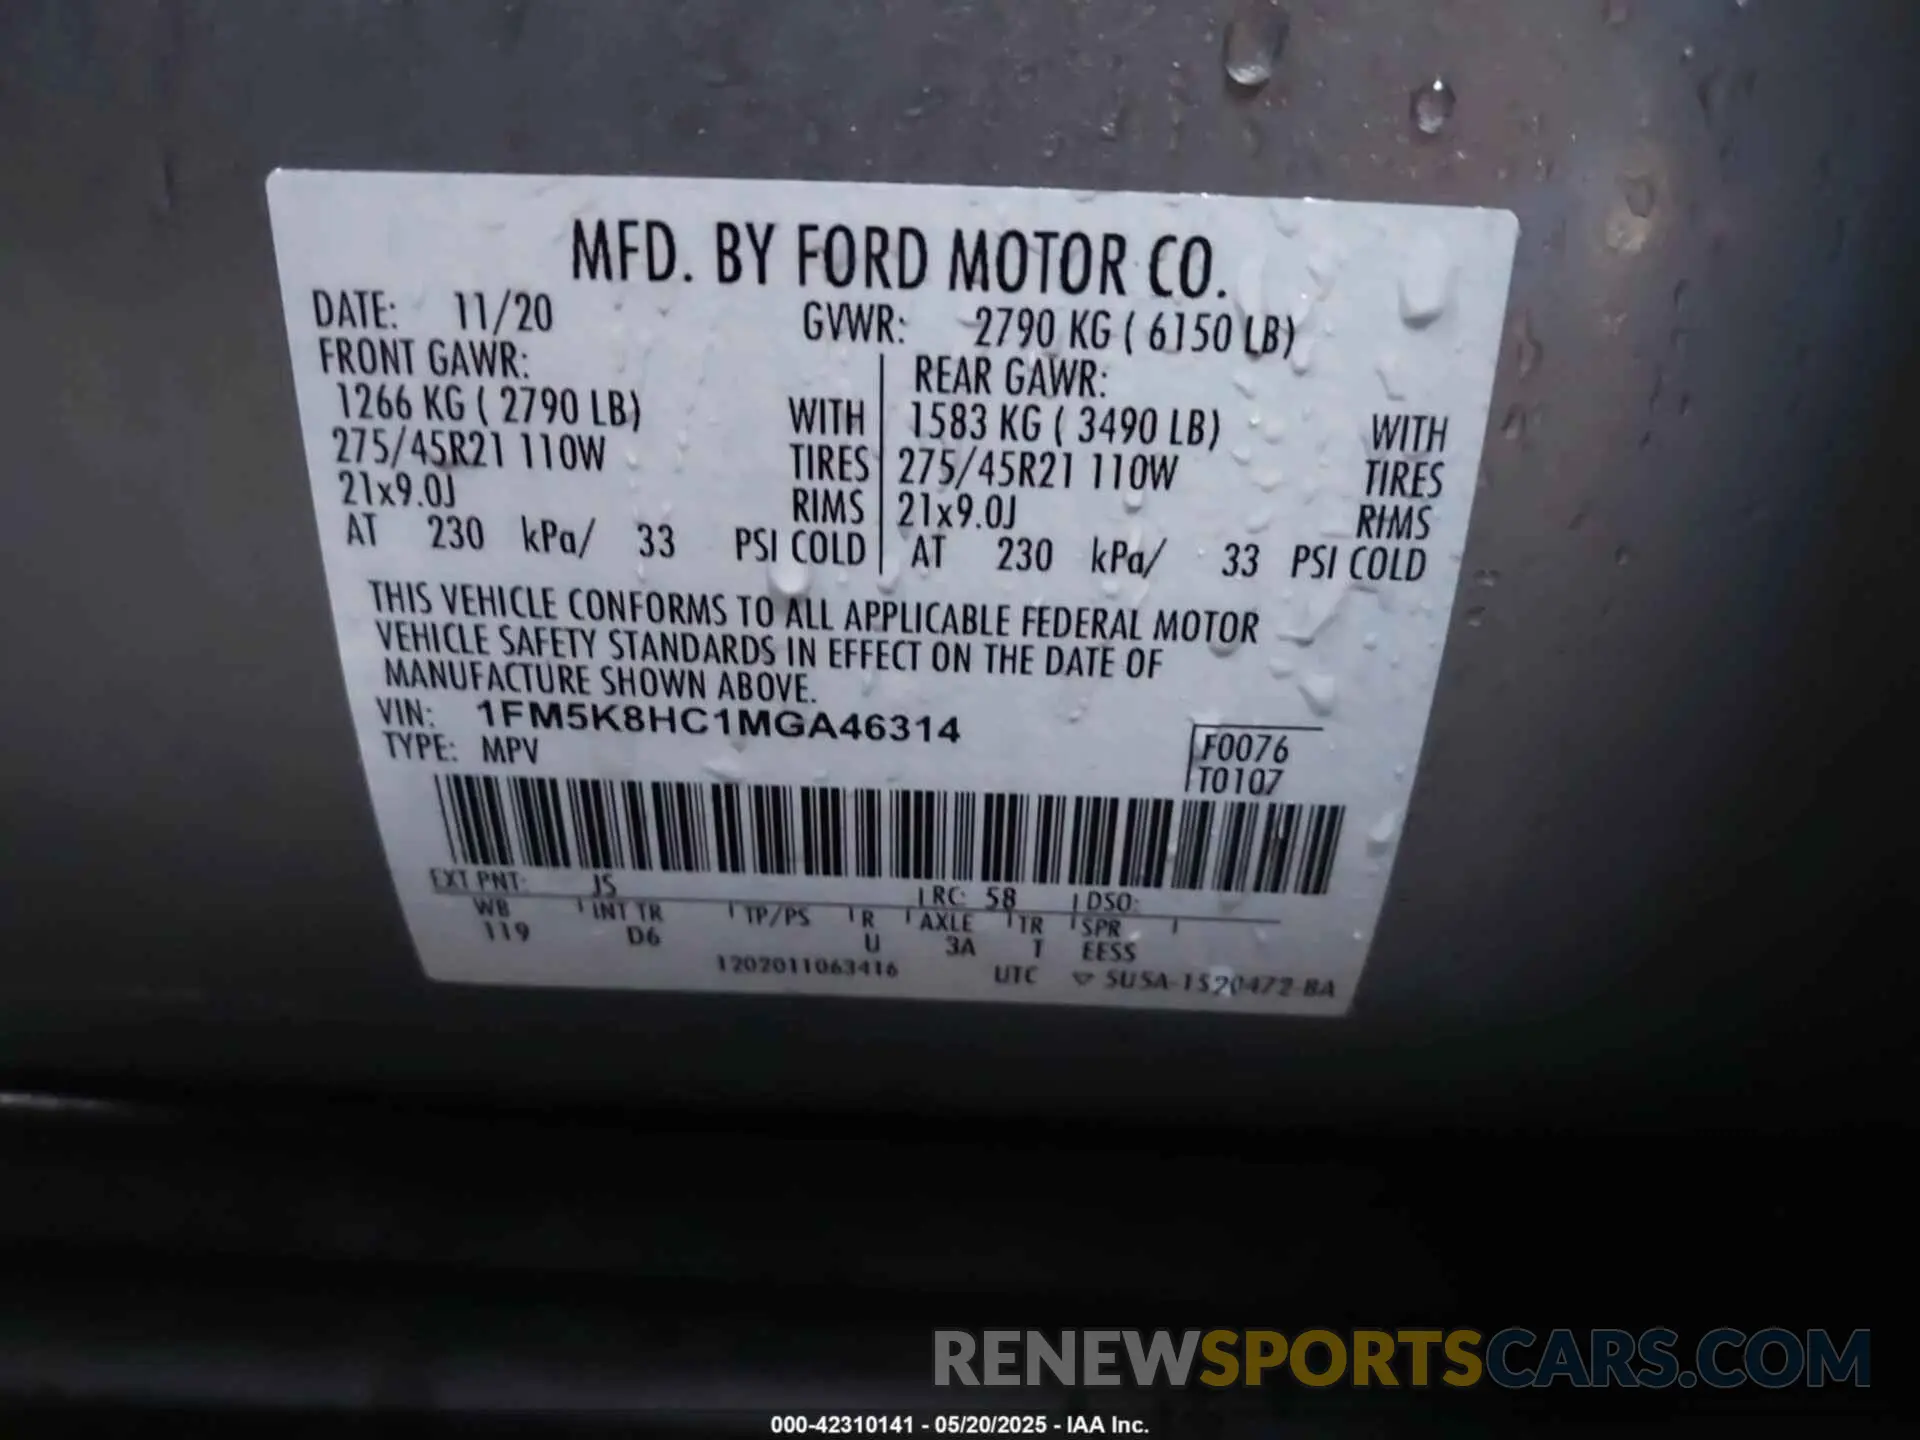 MFD. BY FORD MOTOR CO.
DATE: 11/20 GVWR: 2790 KG ( 6150 LB)
FRONT GAWR: REAR GAWR:
1266 KG ( 2790 LB) WITH 1583 KG ( 3490 LB) WITH
275/45R21 110W TIRES 275/45R21 110W TIRES
21x9.0J RIMS 21x9.0J RIMS
AT 230 kPa/ 33 PSI COLD AT 230 kPa/ 33 PSI COLD
THIS VEHICLE CONFORMS TO ALL APPLICABLE FEDERAL MOTOR
VEHICLE SAFETY STANDARDS IN EFFECT ON THE DATE OF
MANUFACTURE SHOWN ABOVE.
VIN: 1FM5K8HC1MGA46314
TYPE: MPV
F0076
T0107
EXT PNT: JS RC: 58 DSO:
WB INT TR TP/PS R AXLE TR SPR
119 D6 U 3A T EESS
1202011063416 UTC SU5A-1520472-BA
RENEWSPORTSCARS.COM
000-42310141 - 05/20/2025 - IAA Inc.